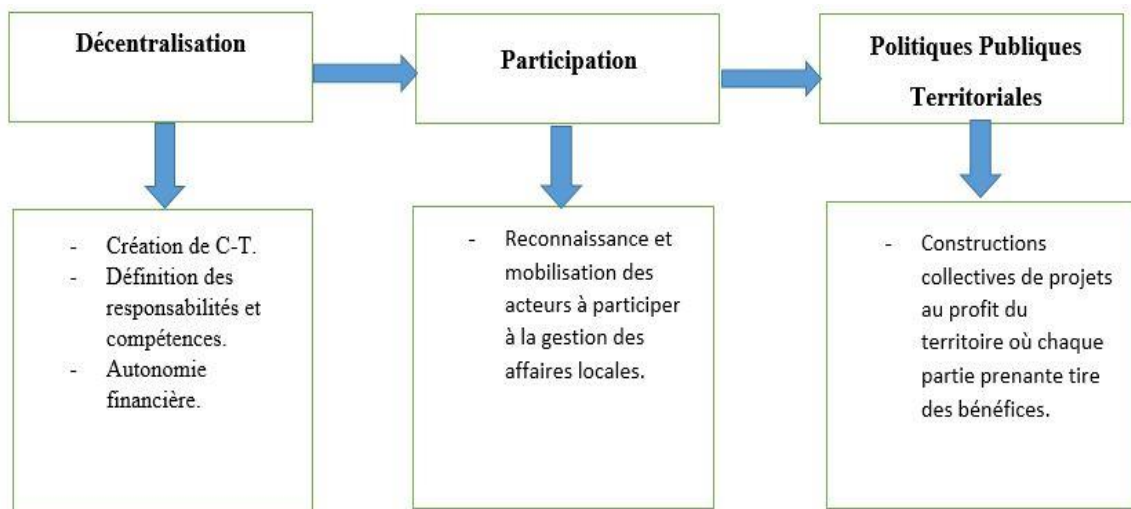 Décentralisation
Participation
Politiques Publiques
Territoriales
- Création de C-T.
- Définition des
responsabilités et
compétences.
- Autonomie
financière.
- Reconnaissance et
mobilisation des
acteurs à participer
à la gestion des
affaires locales.
- Constructions
collectives de projets
au profit du
territoire où chaque
partie prenante tire
des bénéfices.